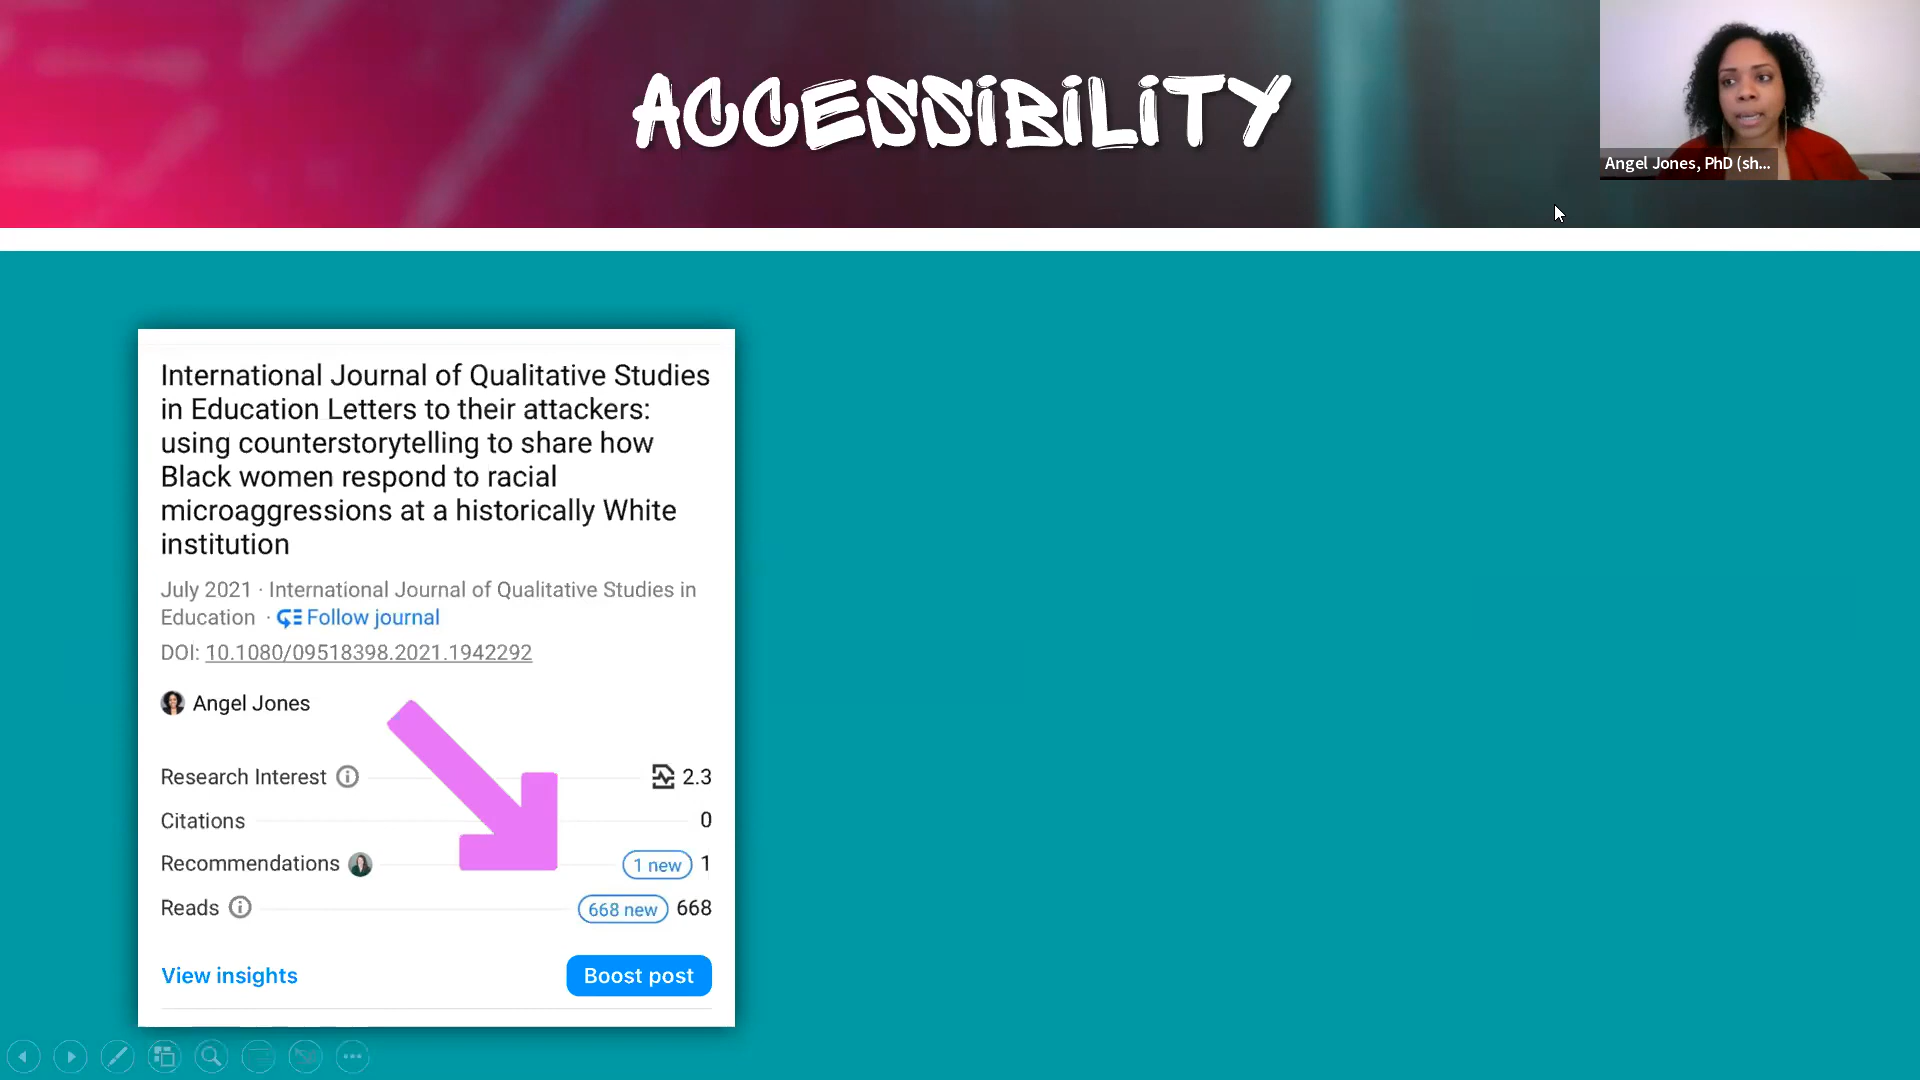 ACCESSIBILITY
Angel Jones, PhD (sh...
International Journal of Qualitative Studies
in Education Letters to their attackers:
using counterstorytelling to share how
Black women respond to racial
microaggressions at a historically White
institution
July 2021 · International Journal of Qualitative Studies in
Education · Follow journal
DOI: 10.1080/09518398.2021.1942292
Angel Jones
Research Interest 2.3
Citations 0
Recommendations 1 new 1
Reads 668 new 668
View insights Boost post